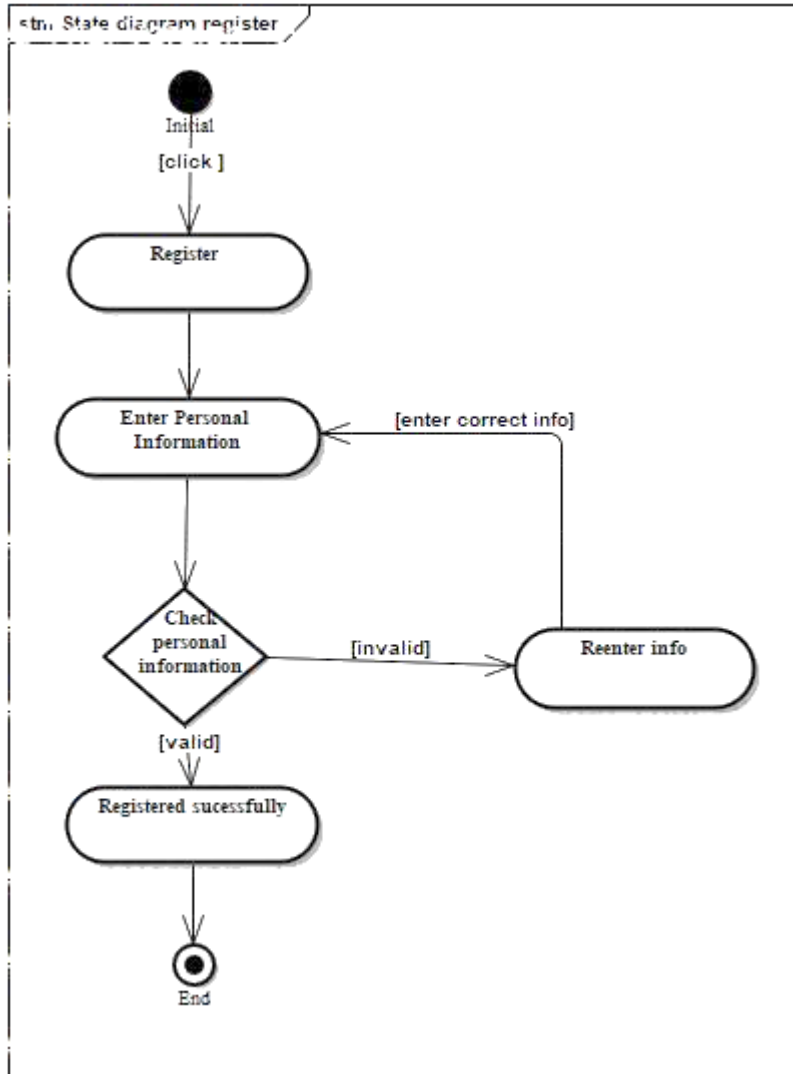 stm State diagram register
Initial
[click ]
Register
Enter Personal
Information
[enter correct info]
Check
personal
information
[invalid]
Reenter info
[valid]
Registered sucessfully
End